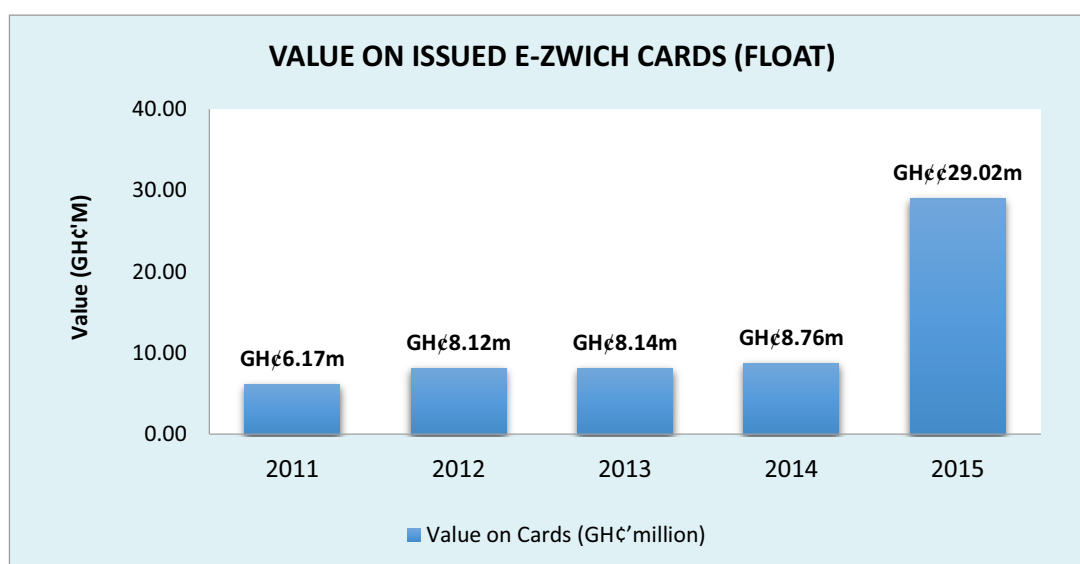 VALUE ON ISSUED E-ZWICH CARDS (FLOAT)
Value (GH₵'M)
40.00
30.00
20.00
10.00
0.00
GH¢6.17m
GH¢8.12m
GH¢8.14m
GH¢8.76m
GH¢¢29.02m
2011 2012 2013 2014 2015
Value on Cards (GH₵’million)